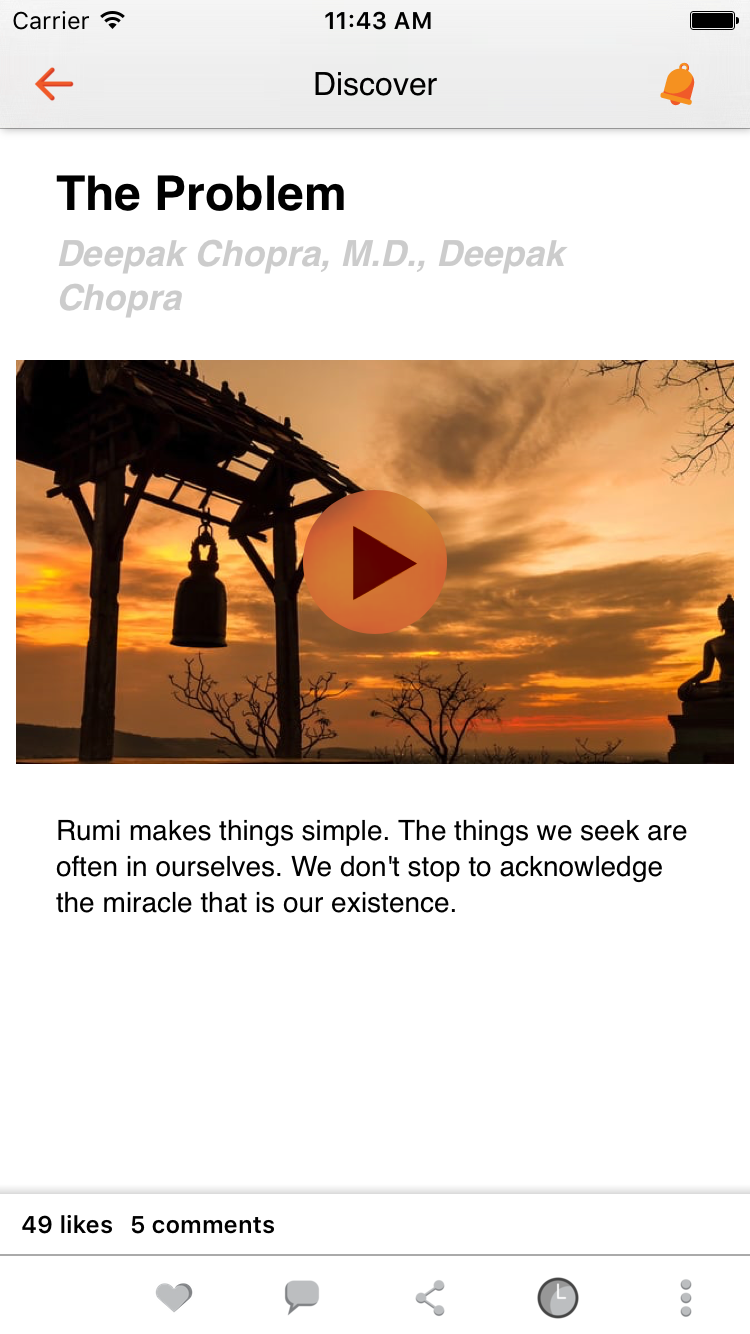 Carrier
11:43 AM
Discover
The Problem
Deepak Chopra, M.D., Deepak
Chopra
Rumi makes things simple. The things we seek are
often in ourselves. We don't stop to acknowledge
the miracle that is our existence.
49 likes 5 comments